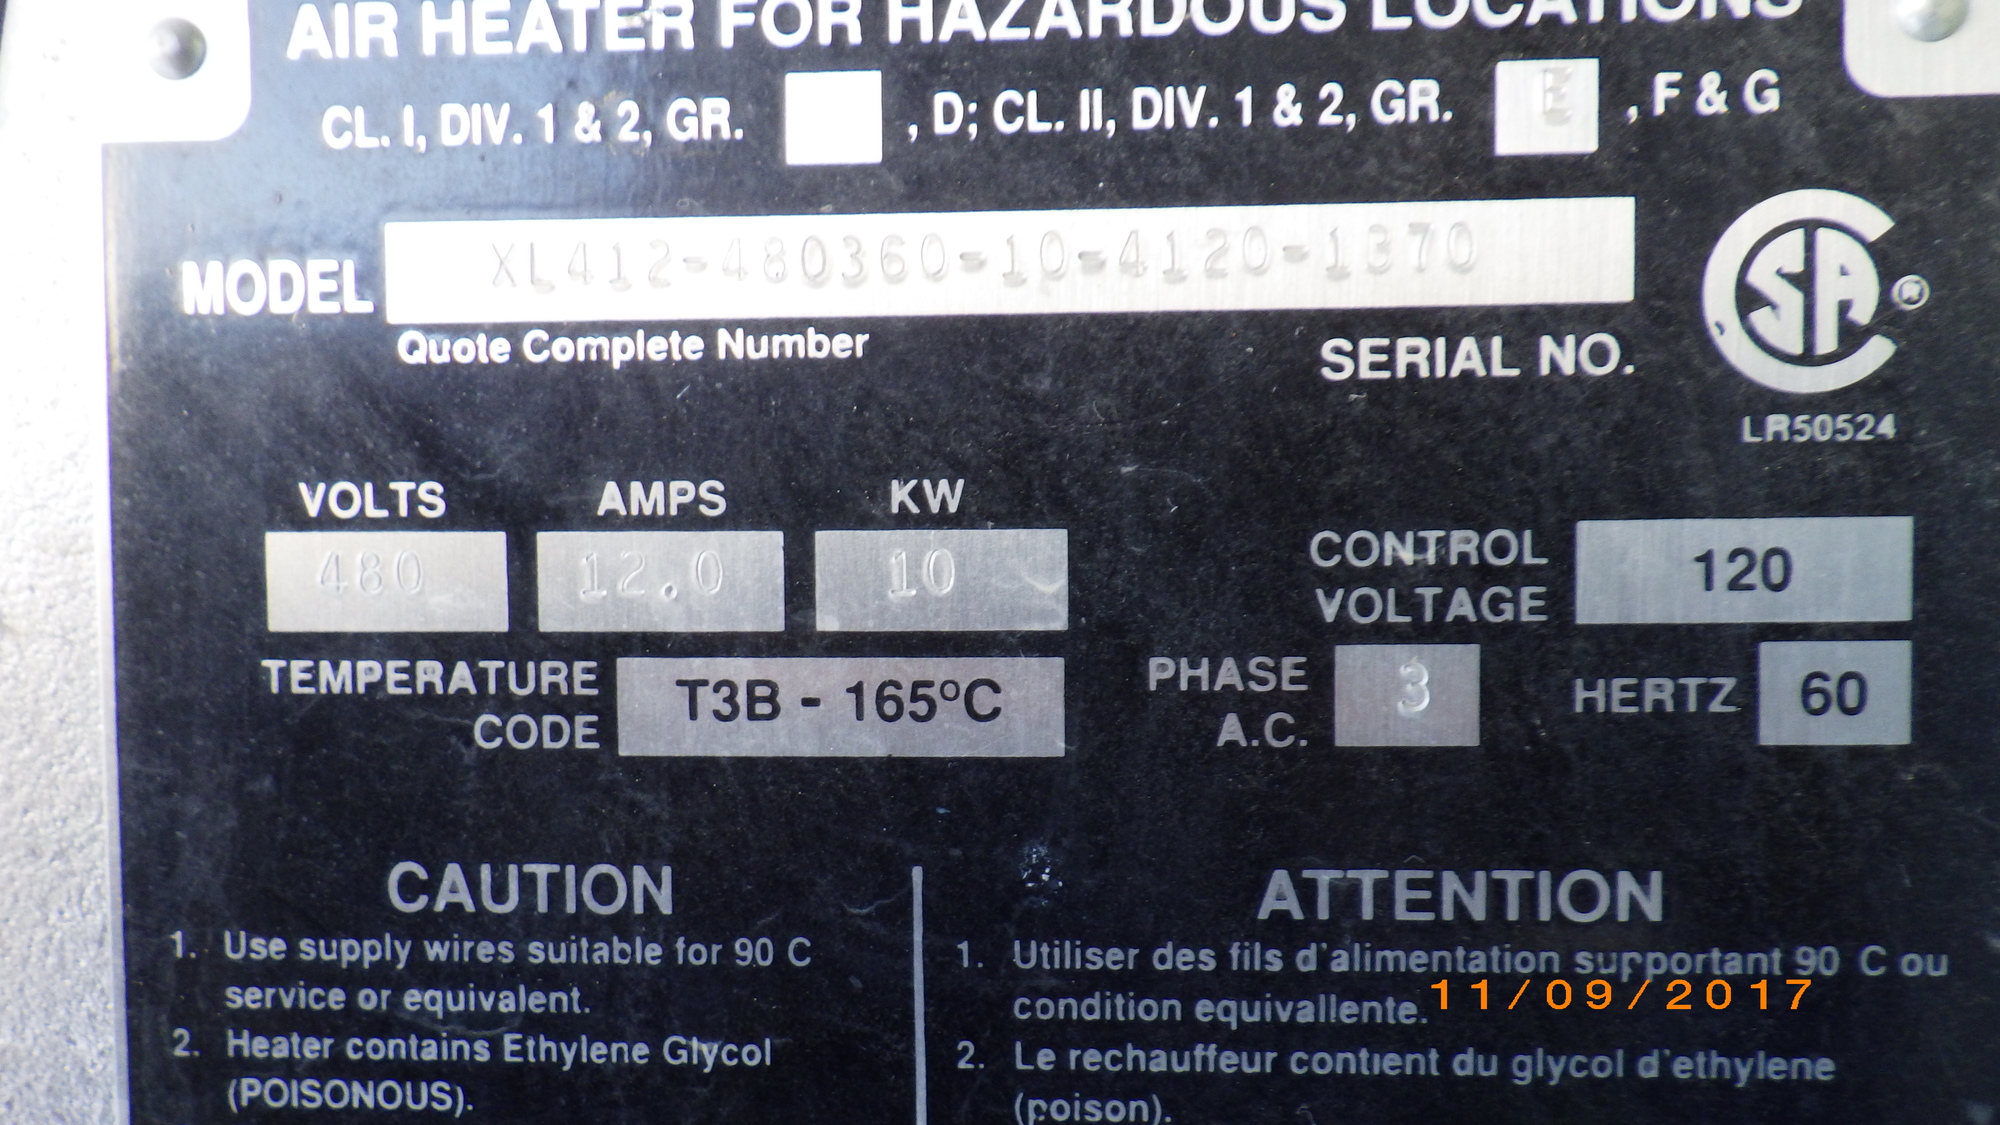 AIR HEATER FOR HAZARDOUS LOCATIONS
CL. I, DIV. 1 & 2, GR. , D; CL. II, DIV. 1 & 2, GR. E , F & G
MODEL XL412-480360-10-4120-1370
Quote Complete Number
SERIAL NO.
CSA ®
LR50524
VOLTS AMPS KW
480 12.0 10
CONTROL VOLTAGE 120
TEMPERATURE CODE T3B - 165ºC
PHASE A.C. 3
HERTZ 60
CAUTION
1. Use supply wires suitable for 90 C
service or equivalent.
2. Heater contains Ethylene Glycol
(POISONOUS).
ATTENTION
1. Utiliser des fils d'alimentation supportant 90 C ou
condition equivallente.
2. Le rechauffeur contient du glycol d'ethylene
(poison).
11/09/2017